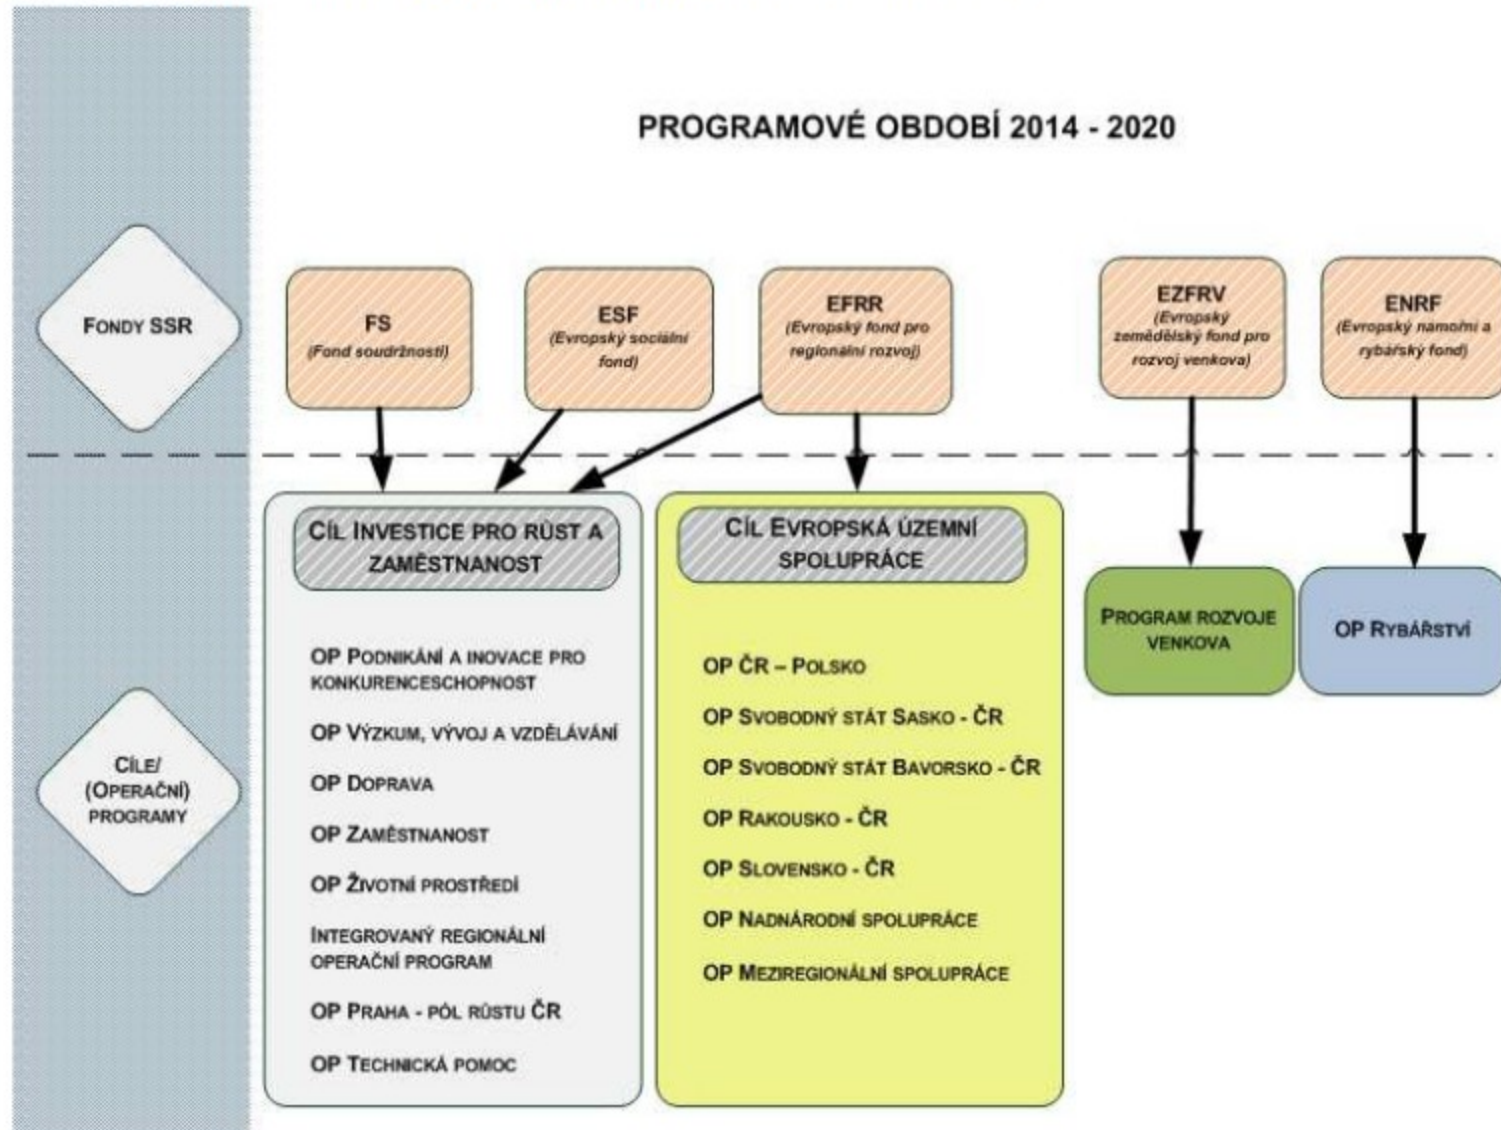 PROGRAMOVÉ OBDOBÍ 2014 - 2020
FONDY SSR
FS
(Fond soudržnosti)
ESF
(Evropský sociální
fond)
EFRR
(Evropský fond pro
regionální rozvoj)
EZFRV
(Evropský
zemědělský fond pro
rozvoj venkova)
ENRF
(Evropský námořní a
rybářský fond)
CÍLE/
(OPERAČNÍ)
PROGRAMY
CÍL INVESTICE PRO RŮST A
ZAMĚSTNANOST
OP PODNIKÁNÍ A INOVACE PRO
KONKURENCESCHOPNOST
OP VÝZKUM, VÝVOJ A VZDĚLÁVÁNÍ
OP DOPRAVA
OP ZAMĚSTNANOST
OP ŽIVOTNÍ PROSTŘEDÍ
INTEGROVANÝ REGIONÁLNÍ
OPERAČNÍ PROGRAM
OP PRAHA - PÓL RŮSTU ČR
OP TECHNICKÁ POMOC
CÍL EVROPSKÁ ÚZEMNÍ
SPOLUPRÁCE
OP ČR – POLSKO
OP SVOBODNÝ STÁT SASKO - ČR
OP SVOBODNÝ STÁT BAVORSKO - ČR
OP RAKOUSKO - ČR
OP SLOVENSKO - ČR
OP NADNÁRODNÍ SPOLUPRÁCE
OP MEZIREGIONÁLNÍ SPOLUPRÁCE
PROGRAM ROZVOJE
VENKOVA
OP RYBÁŘSTVÍ